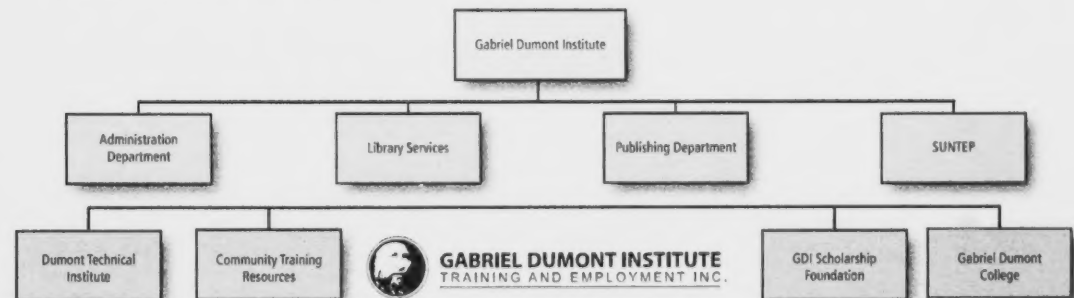 Gabriel Dumont Institute
Administration
Department
Library Services
Publishing Department
SUNTEP
Dumont Technical
Institute
Community Training
Resources
GABRIEL DUMONT INSTITUTE
TRAINING AND EMPLOYMENT INC.
GDI Scholarship
Foundation
Gabriel Dumont
College